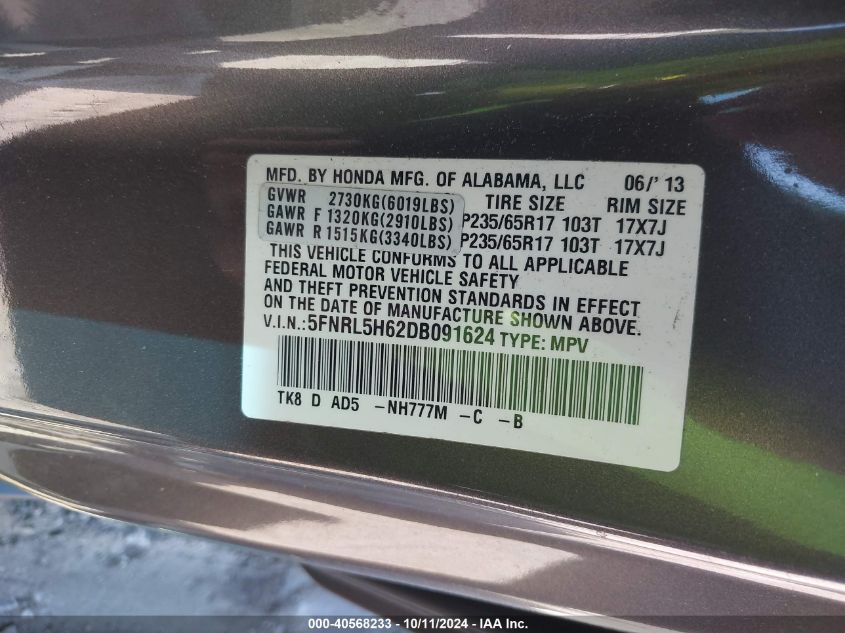 MFD. BY HONDA MFG. OF ALABAMA, LLC 06/' 13
GVWR 2730KG(6019LBS) TIRE SIZE RIM SIZE
GAWR F 1320KG(2910LBS) P235/65R17 103T 17X7J
GAWR R 1515KG(3340LBS) P235/65R17 103T 17X7J
THIS VEHICLE CONFORMS TO ALL APPLICABLE
FEDERAL MOTOR VEHICLE SAFETY
AND THEFT PREVENTION STANDARDS IN EFFECT
ON THE DATE OF MANUFACTURE SHOWN ABOVE.
V.I.N.:5FNRL5H62DB091624 TYPE: MPV
TK8 D AD5 -NH777M -C -B
000-40568233 - 10/11/2024 - IAA Inc.